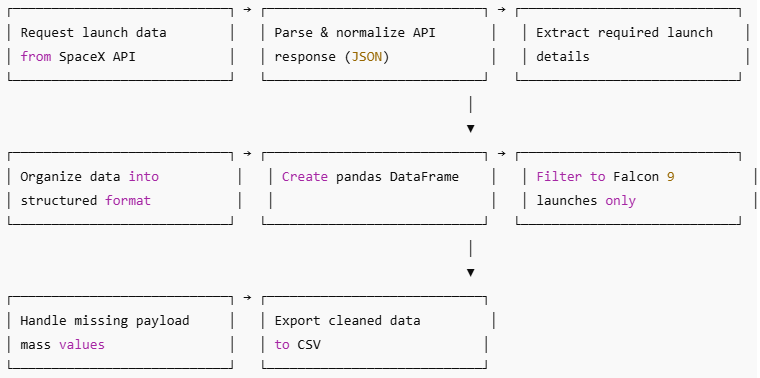 Request launch data
from SpaceX API
Parse & normalize API
response (JSON)
Extract required launch
details
Organize data into
structured format
Create pandas DataFrame
Filter to Falcon 9
launches only
Handle missing payload
mass values
Export cleaned data
to CSV